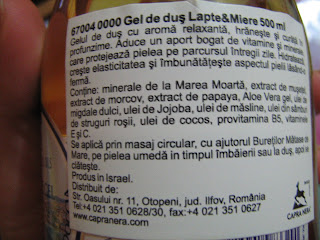 67004 0000 Gel de duş Lapte&Miere 500 ml
Gelul de duş cu aromă relaxantă, hrăneşte şi curăţă în
profunzime. Aduce un aport bogat de vitamine şi minerale
care protejează pielea pe parcursul întregii zile. Hidratează,
creşte elasticitatea şi îmbunătăţeşte aspectul pielii lăsând-o
fermă.
Conţine: minerale de la Marea Moartă, extract de muşeţel,
extract de morcov, extract de papaya, Aloe Vera gel, ulei de
migdale dulci, ulei de Jojoba, ulei de măsline, ulei din sâmburi
de struguri roşii, ulei de cocos, provitamina B5, vitaminele
E şi C.
Se aplică prin masaj circular, cu ajutorul Bureţilor Mătase de
Mare, pe pielea umedă in timpul îmbăierii sau la duş, apoi se
clăteşte.
Produs in Israel.
Distribuit de:
Str. Oasului nr. 11, Otopeni, jud. Ilfov, România
Tel:+4 021 351 0628/30, fax:+4 021 351 0627
www.capranera.com
CAPRANERA